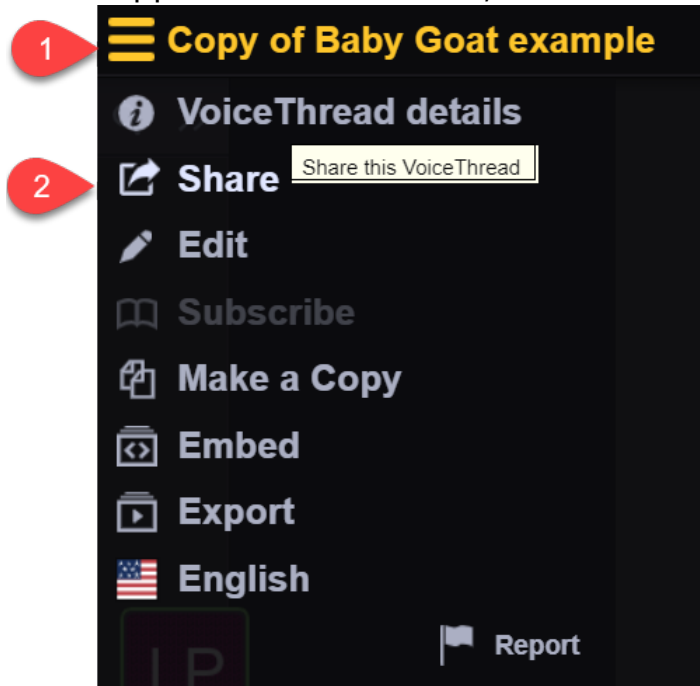 1 Copy of Baby Goat example
VoiceThread details
2 Share Share this VoiceThread
Edit
Subscribe
Make a Copy
Embed
Export
English
LP
Report